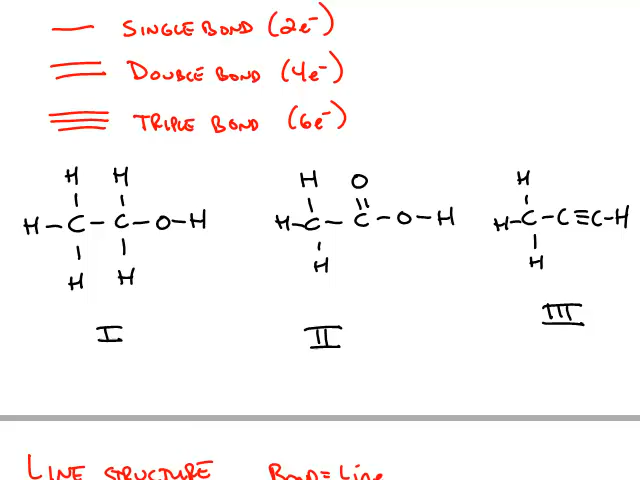 — SINGLE BOND (2e⁻)
= DOUBLE BOND (4e⁻)
≡ TRIPLE BOND (6e⁻)
H H H O H
H–C–C–O–H H–C–C–O–H H–C–C≡C–H
H H H H
I II III
LINE STRUCTURE BOND = Line